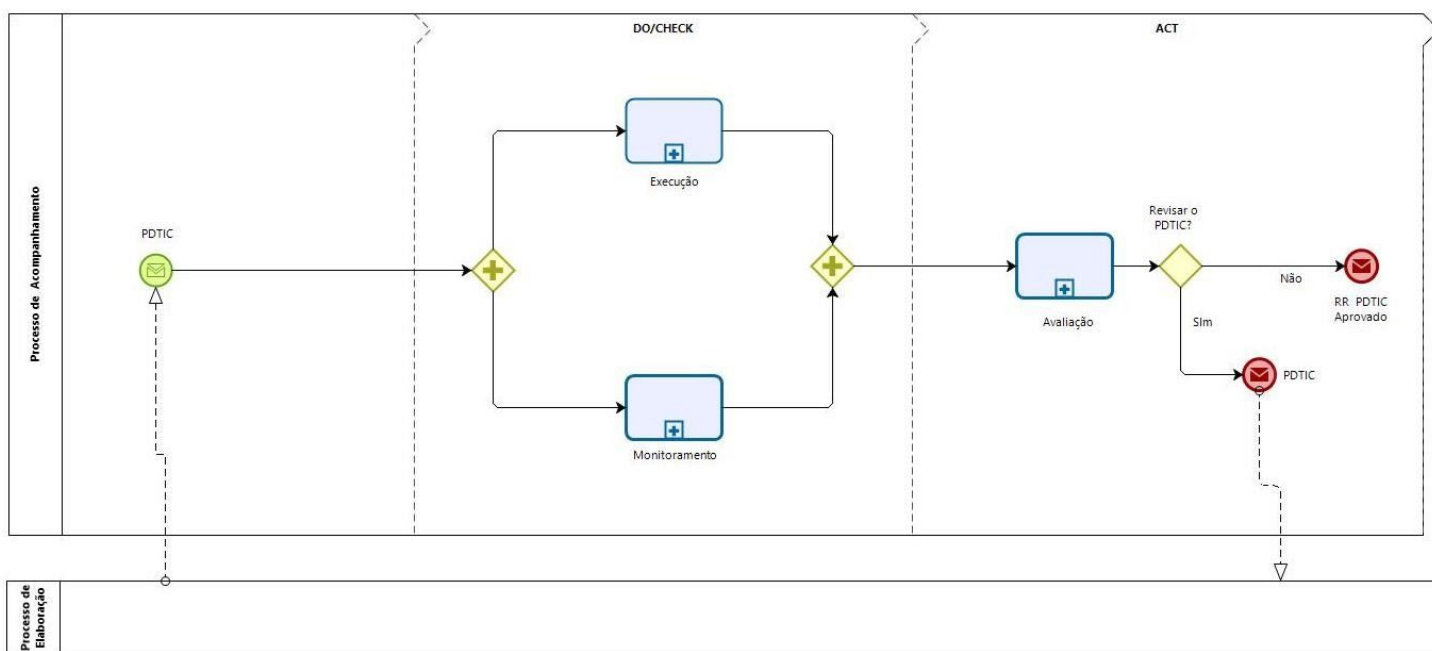 DO/CHECK
ACT
Processo de Acompanhamento
PDTIC
Execução
Monitoramento
Avaliação
Revisar o
PDTIC?
Não
RR PDTIC
Aprovado
SIm
PDTIC
Processo de
Elaboração